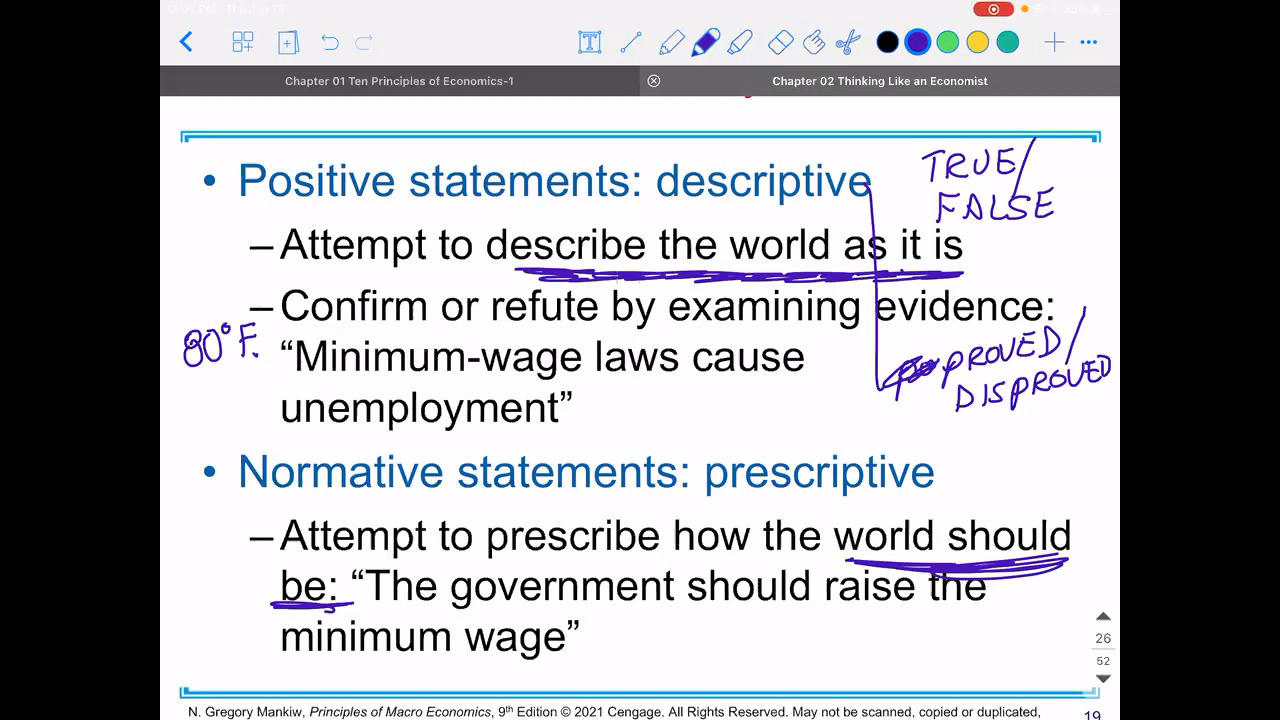 Chapter 01 Ten Principles of Economics-1
Chapter 02 Thinking Like an Economist
• Positive statements: descriptive
TRUE/
FALSE
–Attempt to describe the world as it is
–Confirm or refute by examining evidence:
80°F.
“Minimum-wage laws cause
unemployment”
PROVED/
DISPROVED
• Normative statements: prescriptive
–Attempt to prescribe how the world should
be: “The government should raise the
minimum wage”
26
52
N. Gregory Mankiw, Principles of Macro Economics, 9th Edition © 2021 Cengage. All Rights Reserved. May not be scanned, copied or duplicated,
19